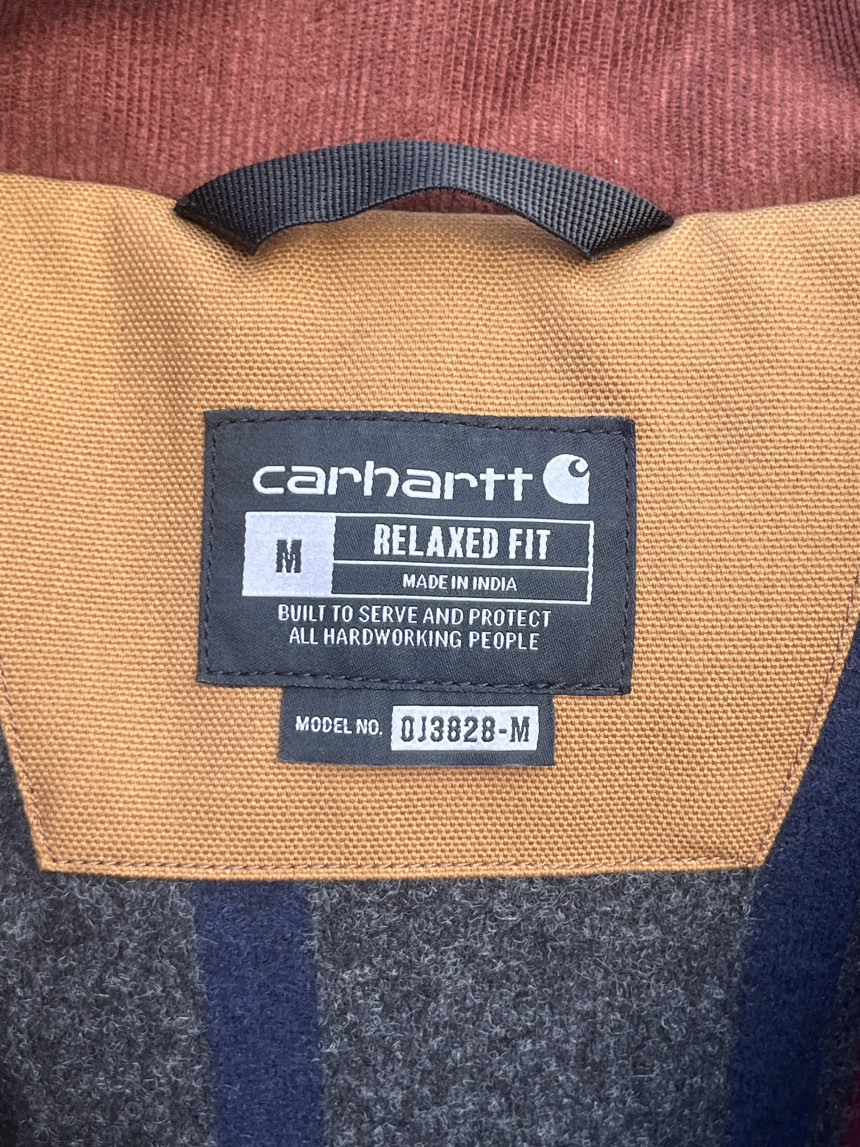 carhartt
M
RELAXED FIT
MADE IN INDIA
BUILT TO SERVE AND PROTECT
ALL HARDWORKING PEOPLE
MODEL NO. OJ3828-M